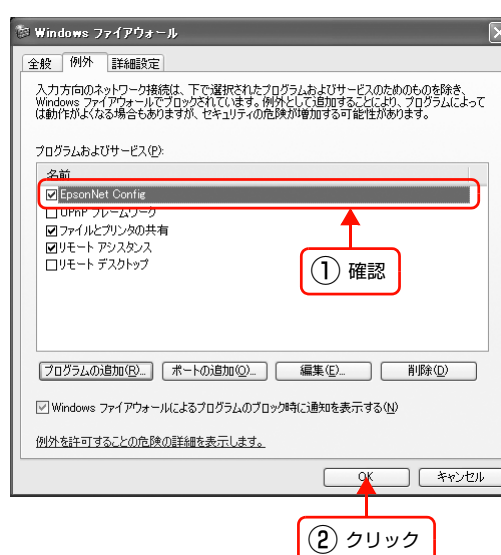 Windows ファイアウォール
全般 例外 詳細設定
入力方向のネットワーク接続は、下で選択されたプログラムおよびサービスのためのものを除き、
Windows ファイアウォールでブロックされています。例外として追加することにより、プログラムによって
は動作がよくなる場合もありますが、セキュリティの危険が増加する可能性があります。
プログラムおよびサービス(P):
名前
EpsonNet Config
UPnP フレームワーク
ファイルとプリンタの共有
リモート アシスタンス
リモート デスクトップ
① 確認
プログラムの追加(R)... ポートの追加(O)... 編集(E)... 削除(D)
Windows ファイアウォールによるプログラムのブロック時に通知を表示する(N)
例外を許可することの危険の詳細を表示します。
OK キャンセル
② クリック